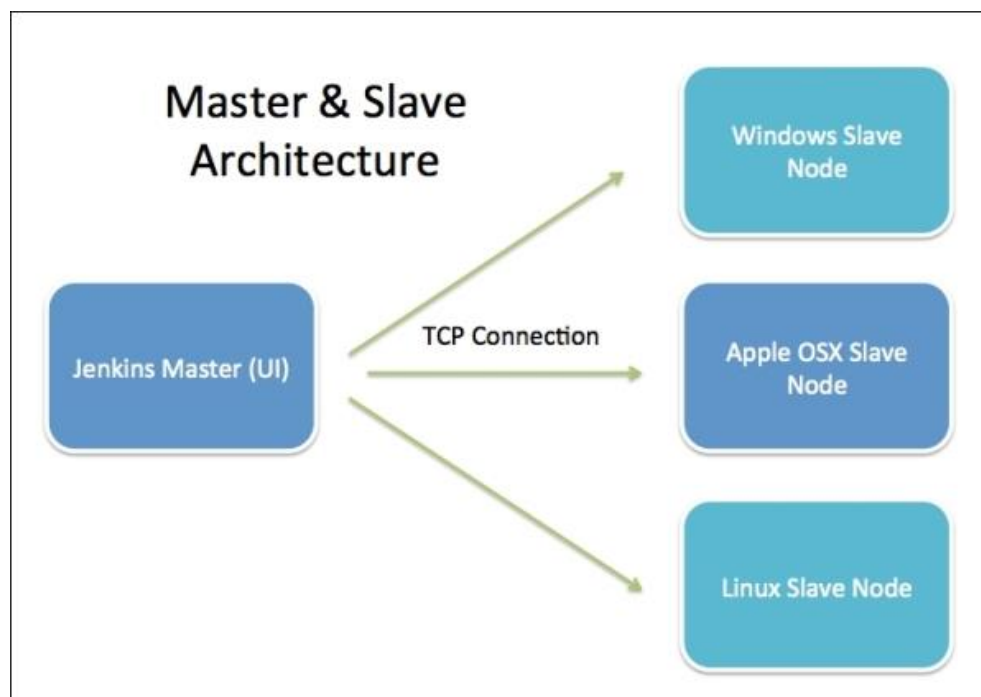 Master & Slave
Architecture
Windows Slave
Node
TCP Connection
Jenkins Master (UI)
Apple OSX Slave
Node
Linux Slave Node